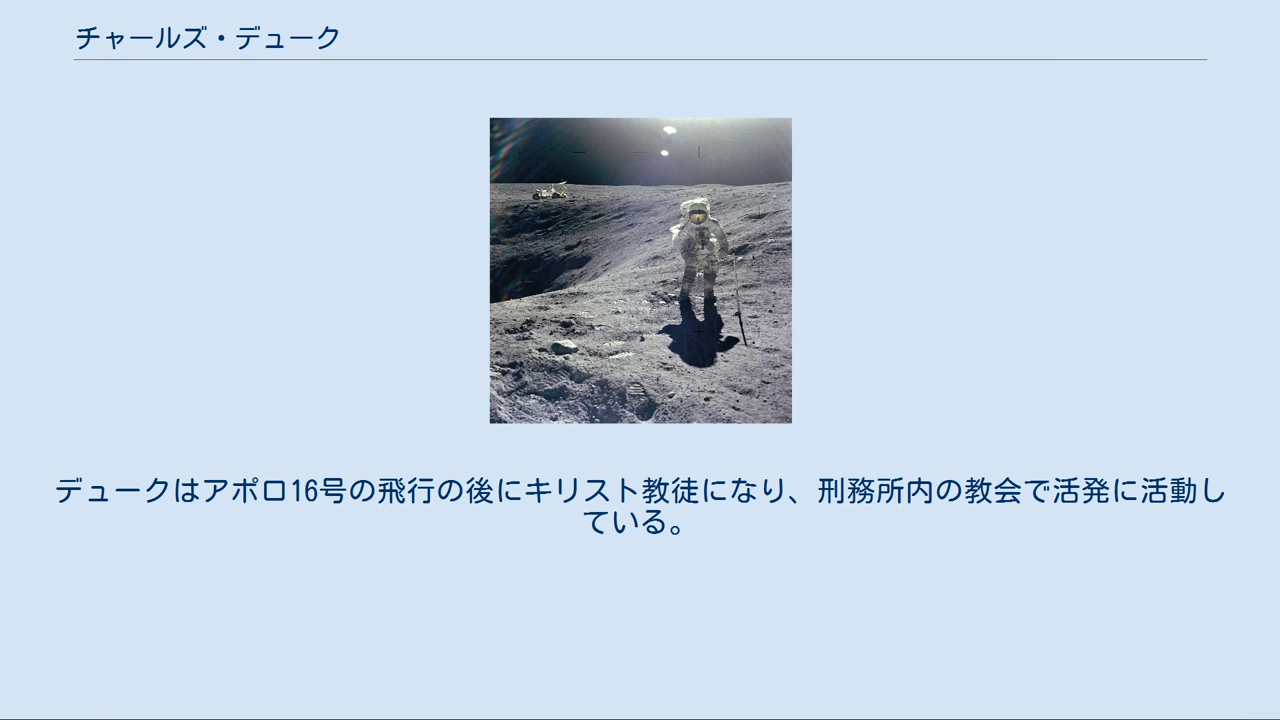 チャールズ・デューク
デュークはアポロ16号の飛行の後にキリスト教徒になり、刑務所内の教会で活発に活動し
ている。